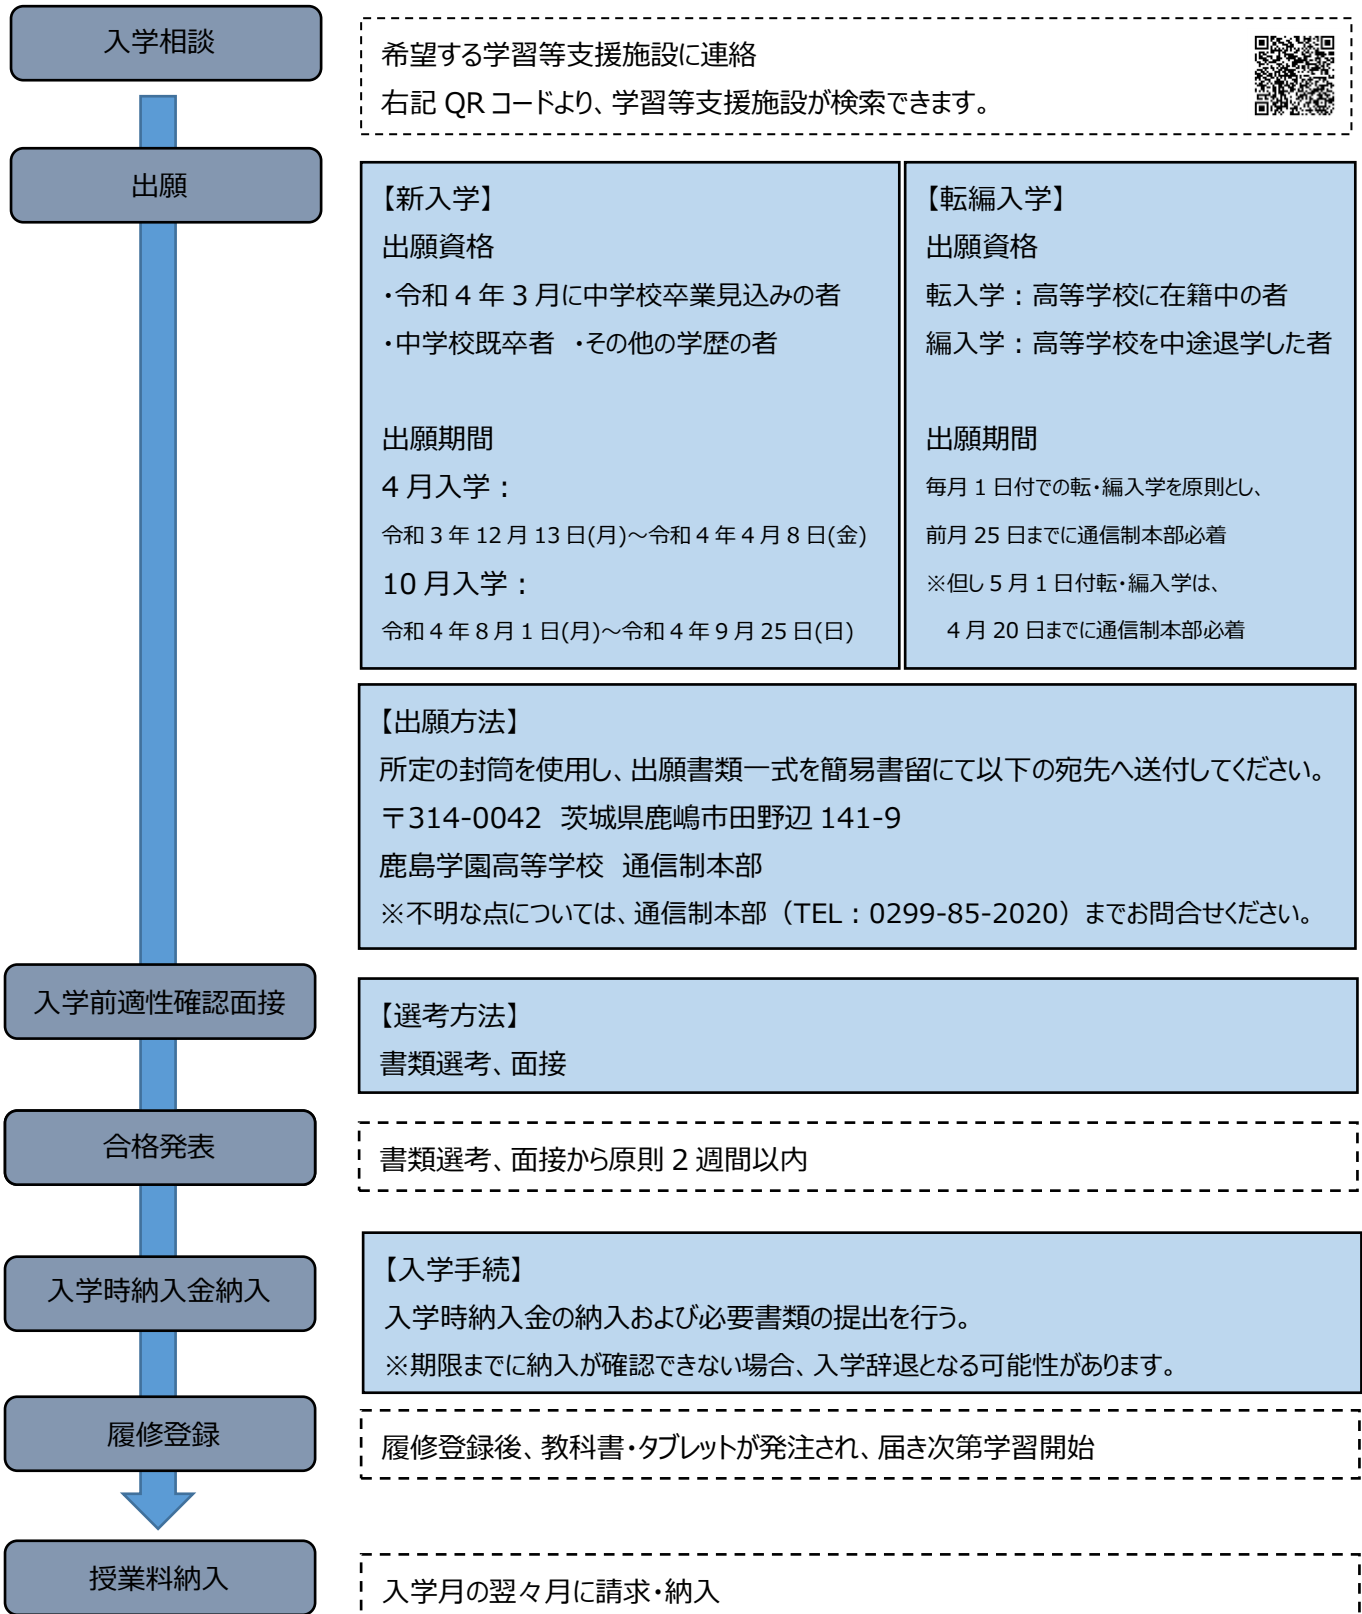 入学相談
希望する学習等支援施設に連絡
右記 QR コードより、学習等支援施設が検索できます。
出願
【新入学】
出願資格
・令和 4 年 3 月に中学校卒業見込みの者
・中学校既卒者 ・その他の学歴の者
出願期間
4 月入学：
令和 3 年 12 月 13 日(月)～令和 4 年 4 月 8 日(金)
10 月入学：
令和 4 年 8 月 1 日(月)～令和 4 年 9 月 25 日(日)
【転編入学】
出願資格
転入学：高等学校に在籍中の者
編入学：高等学校を中途退学した者
出願期間
毎月 1 日付での転・編入学を原則とし、
前月 25 日までに通信制本部必着
※但し 5 月 1 日付転・編入学は、
4 月 20 日までに通信制本部必着
【出願方法】
所定の封筒を使用し、出願書類一式を簡易書留にて以下の宛先へ送付してください。
〒314-0042 茨城県鹿嶋市田野辺 141-9
鹿島学園高等学校 通信制本部
※不明な点については、通信制本部（TEL：0299-85-2020）までお問合せください。
入学前適性確認面接
【選考方法】
書類選考、面接
合格発表
書類選考、面接から原則 2 週間以内
入学時納入金納入
【入学手続】
入学時納入金の納入および必要書類の提出を行う。
※期限までに納入が確認できない場合、入学辞退となる可能性があります。
履修登録
履修登録後、教科書・タブレットが発注され、届き次第学習開始
授業料納入
入学月の翌々月に請求・納入